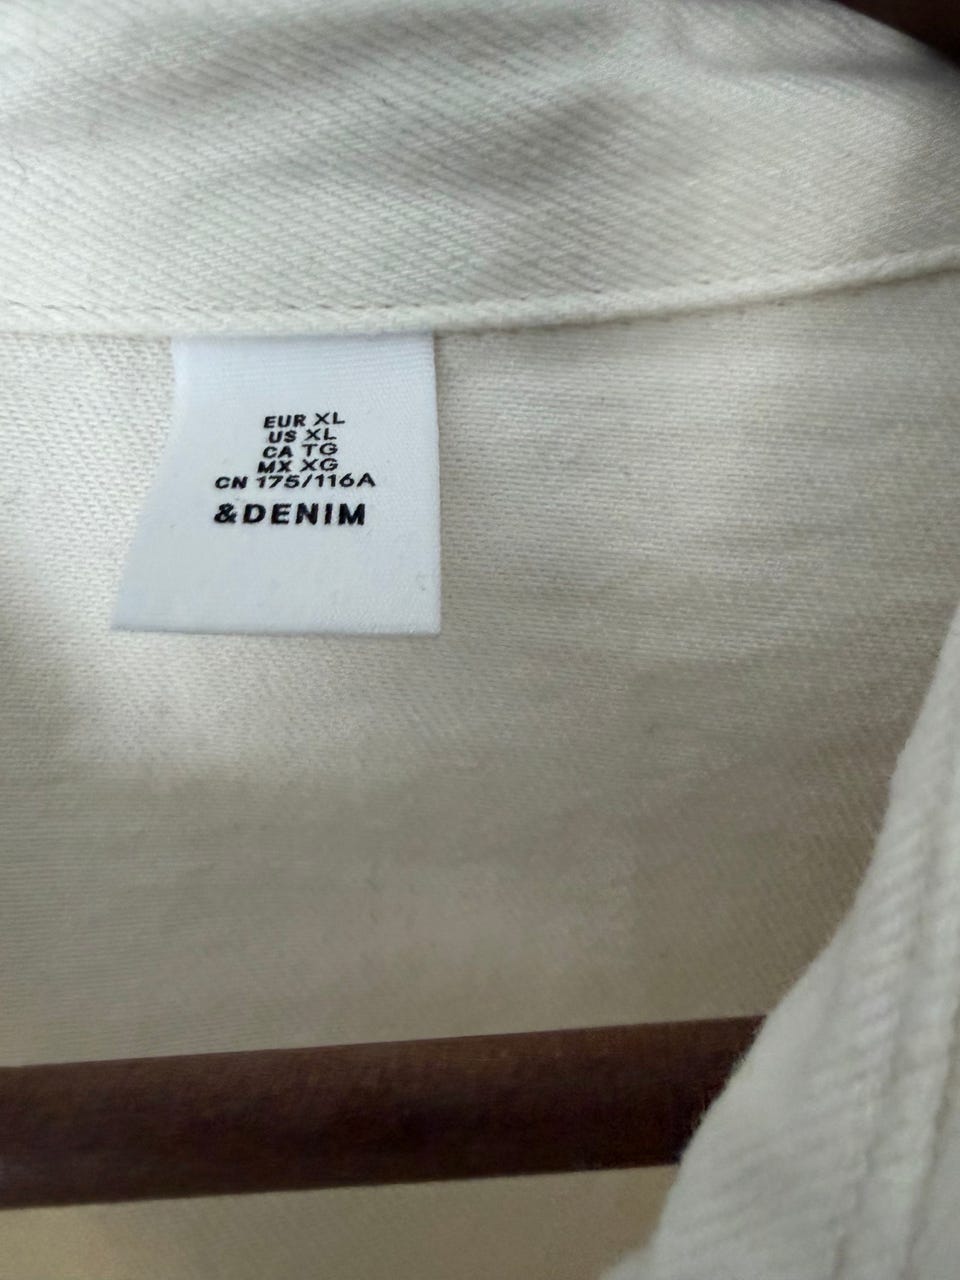 EUR XL
US XL
CA TG
MX XG
CN 175/116A
&DENIM